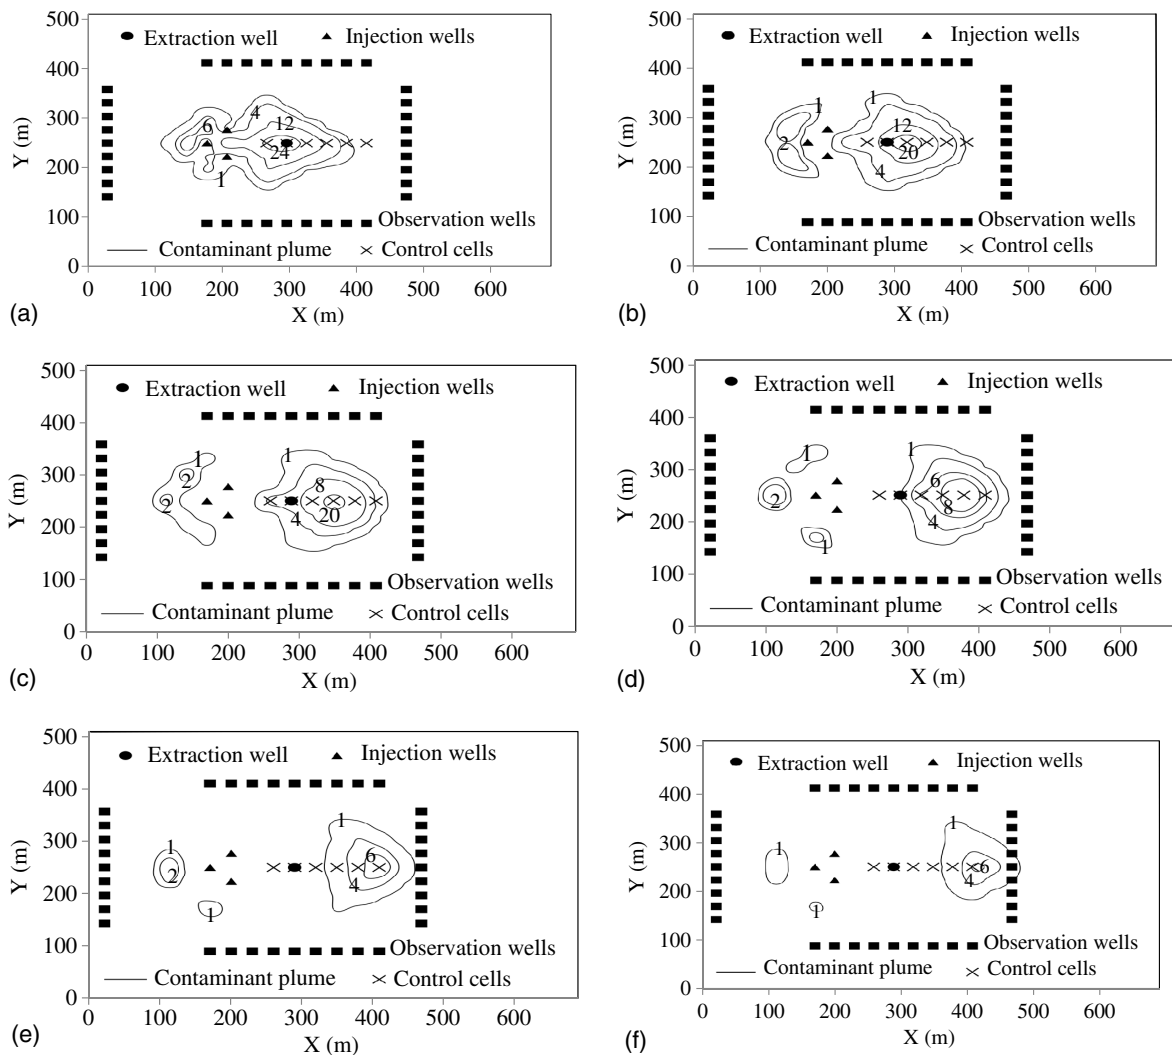 500
Extraction well Injection wells
400
Y (m)
300
200
100
0
6
4
12
24
1
Observation wells
Contaminant plume Control cells
0 100 200 300 400 500 600
(a)
X (m)
500
Extraction well Injection wells
400
Y (m)
300
200
100
0
1
1
12
2
20
4
Observation wells
Contaminant plume Control cells
0 100 200 300 400 500 600
(b)
X (m)
500
Extraction well Injection wells
400
Y (m)
300
200
100
0
1
1
2
8
2
4
20
Observation wells
Contaminant plume Control cells
0 100 200 300 400 500 600
(c)
X (m)
500
Extraction well Injection wells
400
Y (m)
300
200
100
0
1
1
6
2
8
4
1
Observation wells
Contaminant plume Control cells
0 100 200 300 400 500 600
(d)
X (m)
500
Extraction well Injection wells
400
Y (m)
300
200
100
0
1
1
6
2
4
1
Observation wells
Contaminant plume Control cells
0 100 200 300 400 500 600
(e)
X (m)
500
Extraction well Injection wells
400
Y (m)
300
200
100
0
1
1
6
4
1
Observation wells
Contaminant plume Control cells
0 100 200 300 400 500 600
(f)
X (m)